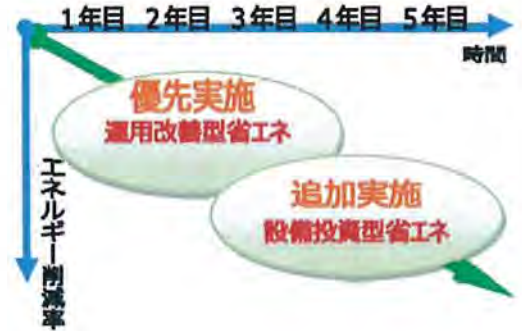 1年目 2年目 3年目 4年目 5年目
時間
優先実施
運用改善型省エネ
追加実施
設備投資型省エネ
エネルギー削減率